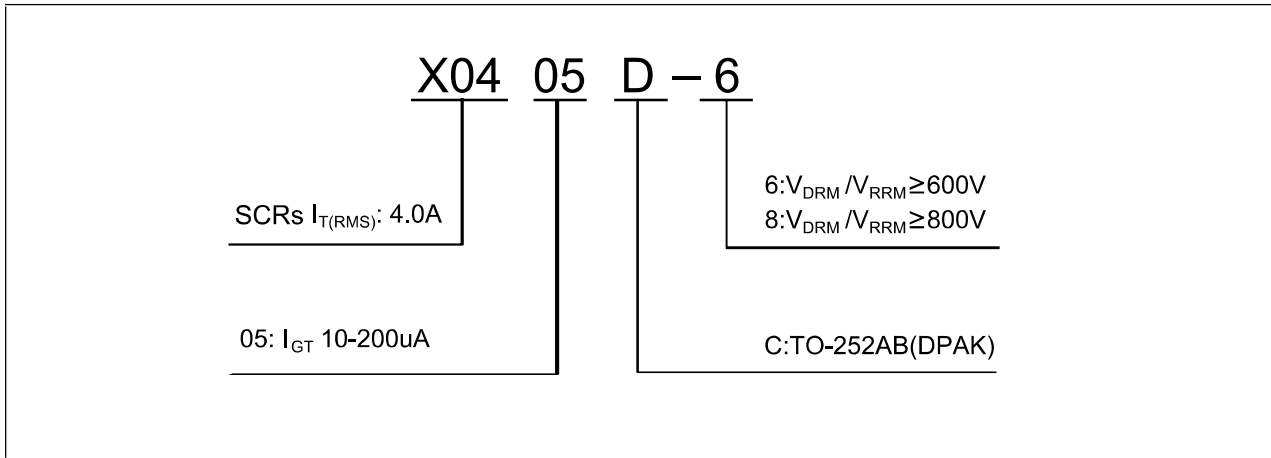 X04 05 D – 6
6:VDRM /VRRM≥600V
SCRs IT(RMS): 4.0A
8:VDRM /VRRM≥800V
05: IGT 10-200uA
C:TO-252AB(DPAK)